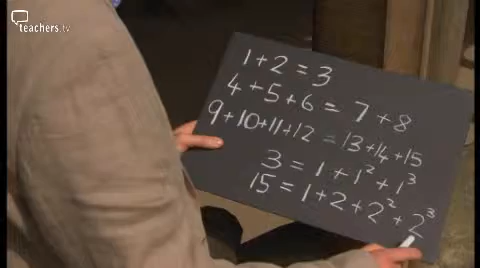 teachers.tv
1 + 2 = 3
4 + 5 + 6 = 7 + 8
9 + 10 + 11 + 12 = 13 + 14 + 15
3 = 1 + 1² + 1³
15 = 1 + 2 + 2² + 2³